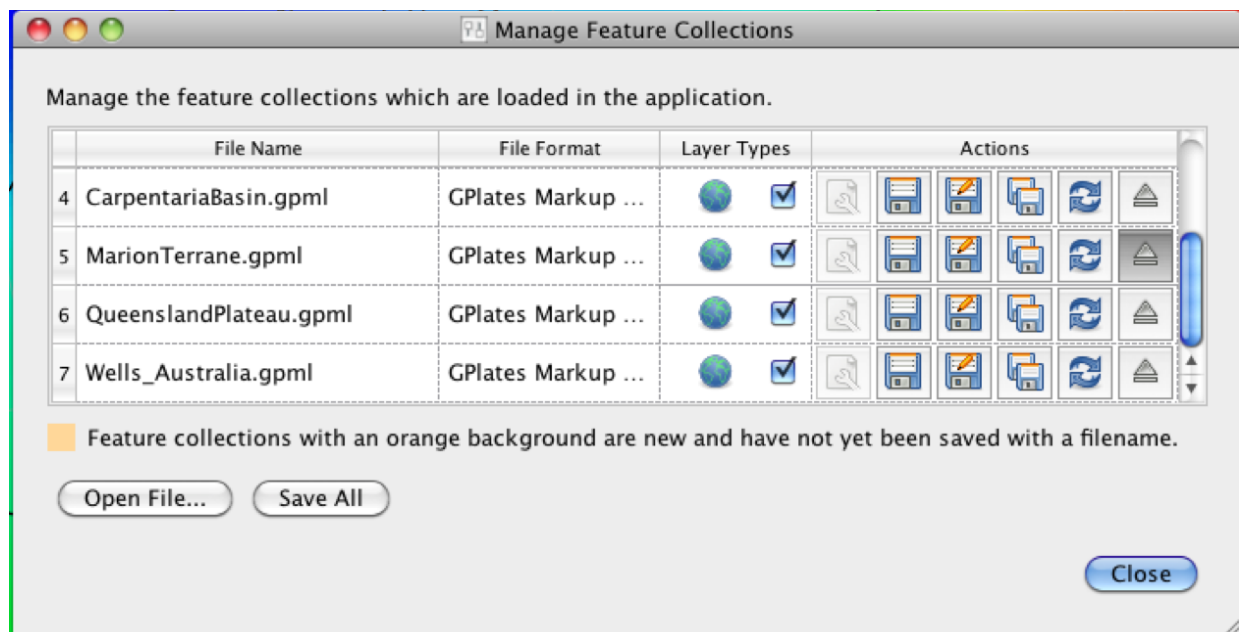 Manage Feature Collections
Manage the feature collections which are loaded in the application.
File Name File Format Layer Types Actions
4 CarpentariaBasin.gpml GPlates Markup ...
5 MarionTerrane.gpml GPlates Markup ...
6 QueenslandPlateau.gpml GPlates Markup ...
7 Wells_Australia.gpml GPlates Markup ...
Feature collections with an orange background are new and have not yet been saved with a filename.
Open File... Save All
Close